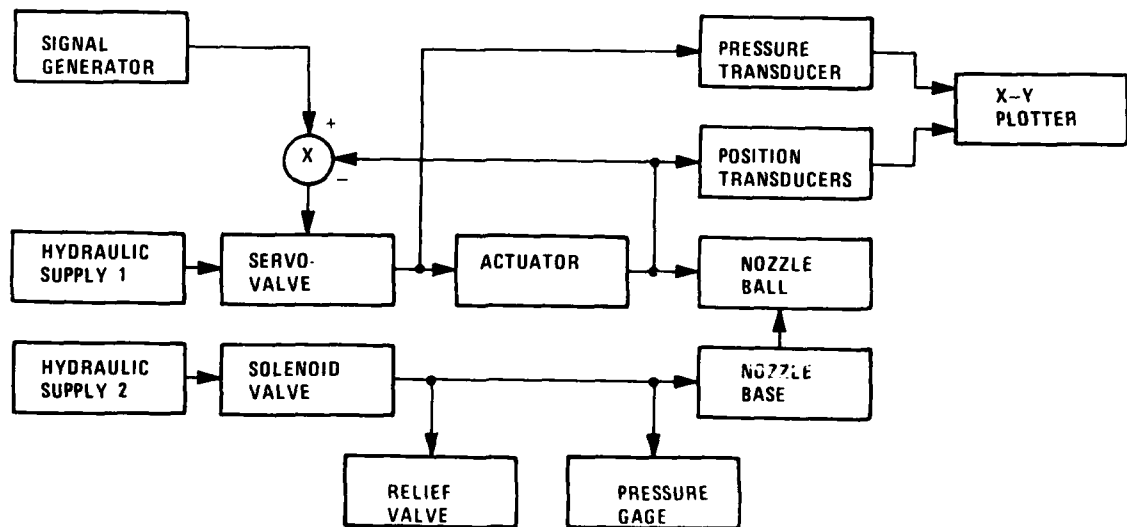 SIGNAL
GENERATOR
PRESSURE
TRANSDUCER
X-Y
PLOTTER
+
X
−
POSITION
TRANSDUCERS
HYDRAULIC
SUPPLY 1
SERVO-
VALVE
ACTUATOR
NOZZLE
BALL
HYDRAULIC
SUPPLY 2
SOLENOID
VALVE
NOZZLE
BASE
RELIEF
VALVE
PRESSURE
GAGE